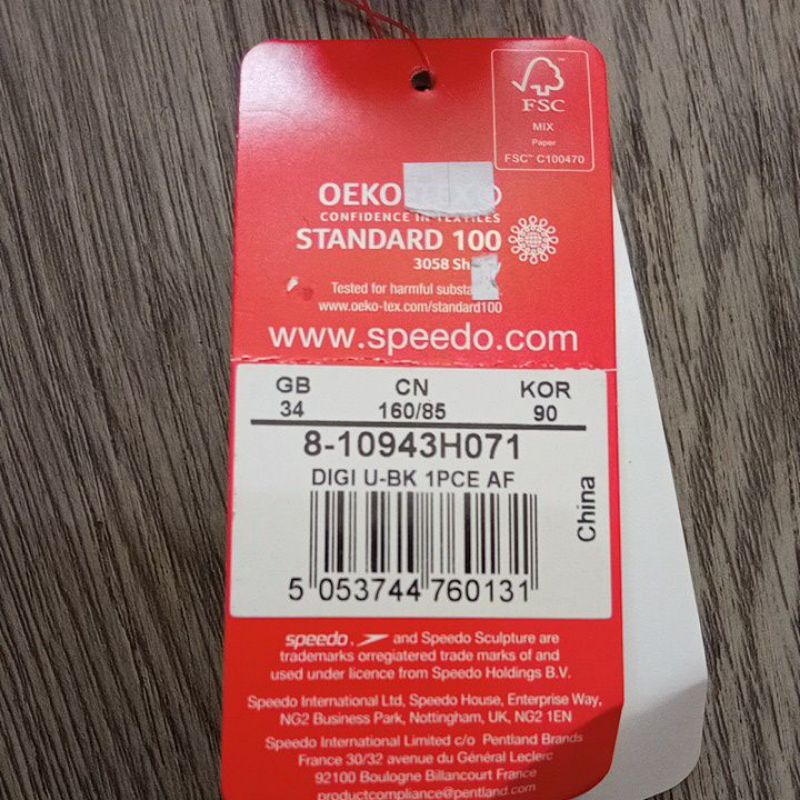 FSC
MIX
Paper
FSC™ C100470
OEKO
CONFIDENCE IN TEXTILES
STANDARD 100
3058
Tested for harmful
www.oeko-tex.com/standard100
www.speedo.com
GB CN KOR
34 160/85 90
8-10943H071
DIGI U-BK 1PCE AF
China
5 053744 760131
speedo. and Speedo Sculpture are
trademarks orregiatered trade marks of and
used under licence from Speedo Holdings B.V.
Speedo International Ltd, Speedo House, Enterprise Way,
NG2 Business Park, Nottingham, UK, NG2 1EN
Speedo International Limited c/o Pentland Brands
France 30/32 avenue du Général Leclerc
92100 Boulogne Billancourt France
productcompliance@pentland.com